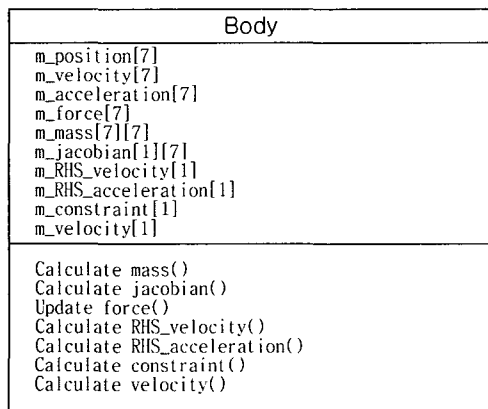 Body
m_position[7]
m_velocity[7]
m_acceleration[7]
m_force[7]
m_mass[7][7]
m_jacobian[1][7]
m_RHS_velocity[1]
m_RHS_acceleration[1]
m_constraint[1]
m_velocity[1]
Calculate mass()
Calculate jacobian()
Update force()
Calculate RHS_velocity()
Calculate RHS_acceleration()
Calculate constraint()
Calculate velocity()